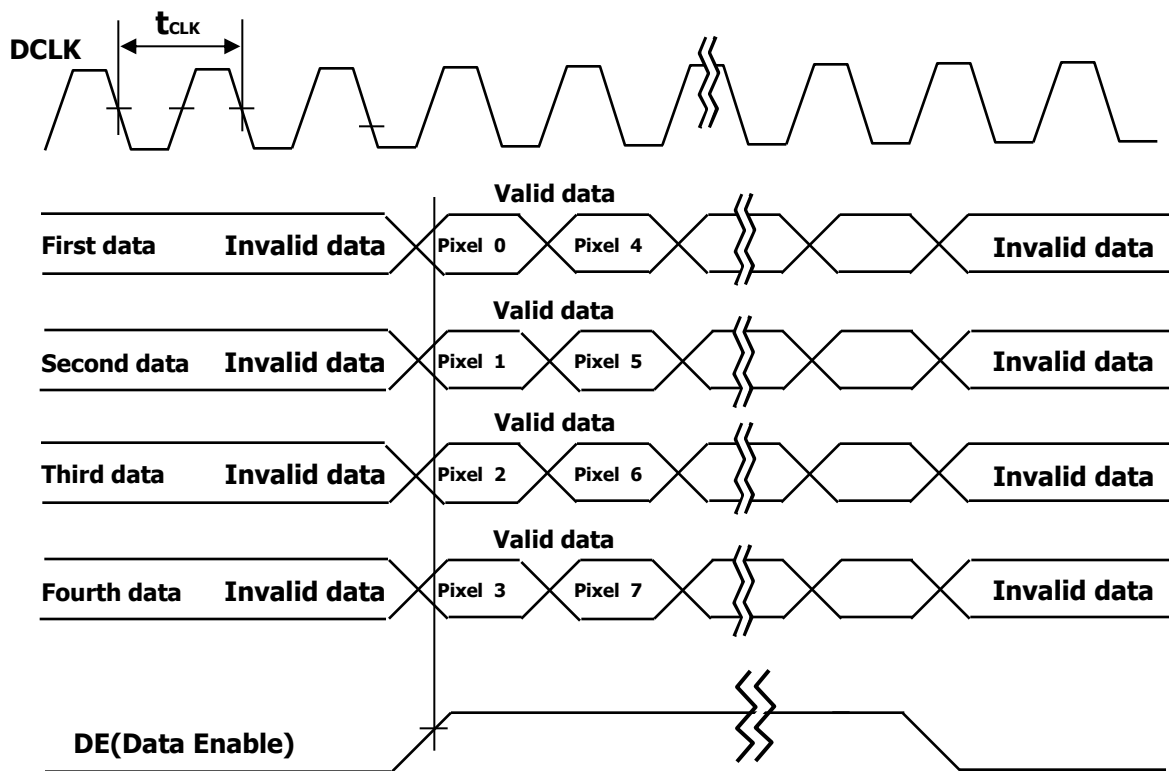 tCLK
DCLK
Valid data
First data Invalid data Pixel 0 Pixel 4 Invalid data
Valid data
Second data Invalid data Pixel 1 Pixel 5 Invalid data
Valid data
Third data Invalid data Pixel 2 Pixel 6 Invalid data
Valid data
Fourth data Invalid data Pixel 3 Pixel 7 Invalid data
DE(Data Enable)